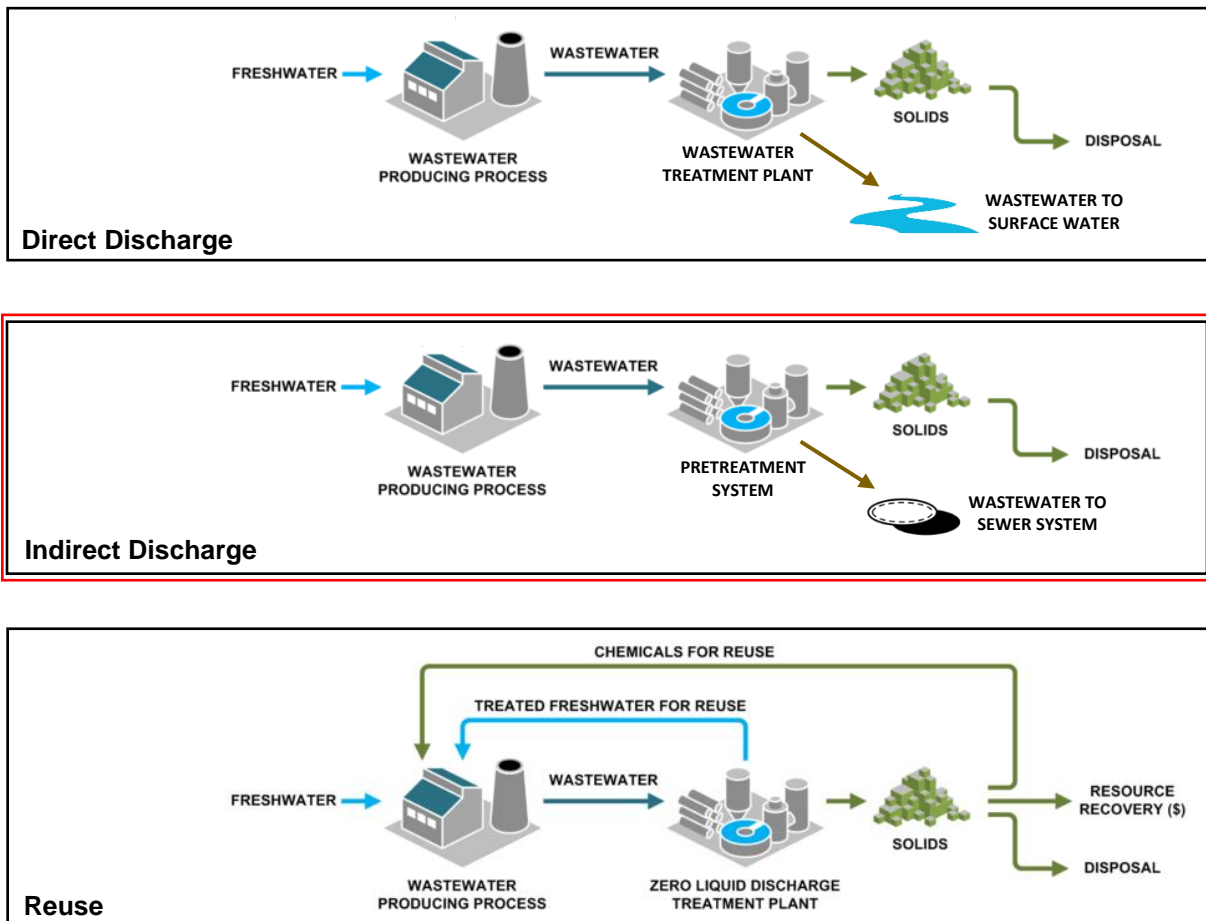 FRESHWATER
WASTEWATER
WASTEWATER
PRODUCING PROCESS
WASTEWATER
TREATMENT PLANT
SOLIDS
DISPOSAL
WASTEWATER TO
SURFACE WATER
Direct Discharge
FRESHWATER
WASTEWATER
WASTEWATER
PRODUCING PROCESS
PRETREATMENT
SYSTEM
SOLIDS
DISPOSAL
WASTEWATER TO
SEWER SYSTEM
Indirect Discharge
CHEMICALS FOR REUSE
TREATED FRESHWATER FOR REUSE
FRESHWATER
WASTEWATER
WASTEWATER
PRODUCING PROCESS
ZERO LIQUID DISCHARGE
TREATMENT PLANT
SOLIDS
RESOURCE
RECOVERY ($)
DISPOSAL
Reuse